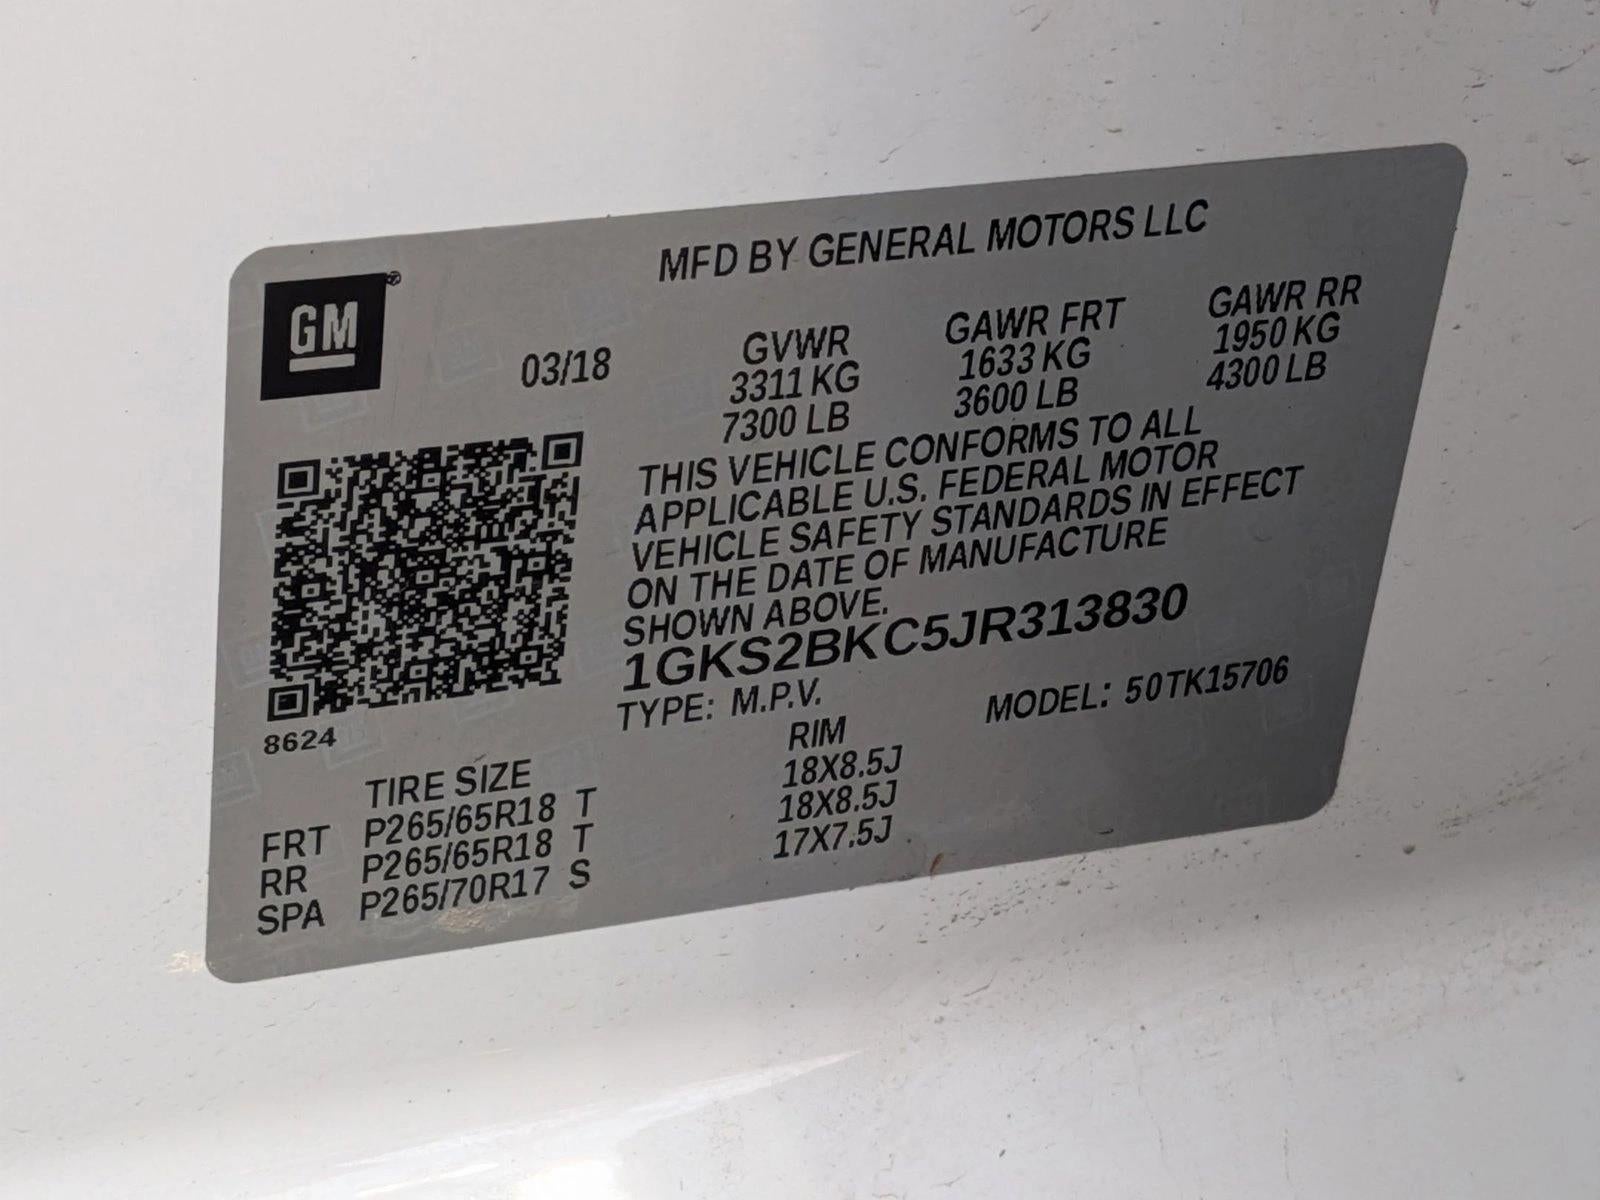 MFD BY GENERAL MOTORS LLC
GM®
03/18
GVWR GAWR FRT GAWR RR
3311 KG 1633 KG 1950 KG
7300 LB 3600 LB 4300 LB
THIS VEHICLE CONFORMS TO ALL
APPLICABLE U.S. FEDERAL MOTOR
VEHICLE SAFETY STANDARDS IN EFFECT
ON THE DATE OF MANUFACTURE
SHOWN ABOVE.
1GKS2BKC5JR313830
TYPE: M.P.V. MODEL: 50TK15706
8624
TIRE SIZE RIM
FRT P265/65R18 T 18X8.5J
RR P265/65R18 T 18X8.5J
SPA P265/70R17 S 17X7.5J